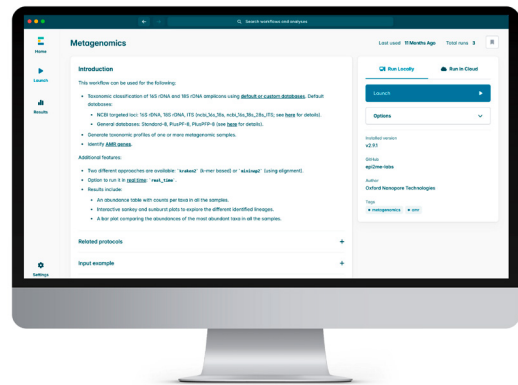 Search workflows and analyses
Home
Launch
Results
Settings
Metagenomics
Last used 11 Months Ago Total runs 3
Introduction
This workflow can be used for the following:
Taxonomic classification of 16S rDNA and 18S rDNA amplicons using default or custom databases. Default
databases:
NCBI targeted loci: 16S rDNA, 18S rDNA, ITS (ncbi_16s_18s, ncbi_16s_18s_28s_ITS; see here for details).
General databases: Standard-8, PlusPF-8, PlusPFP-8 (see here for details).
Generate taxonomic profiles of one or more metagenomic samples.
Identify AMR genes.
Additional features:
Two different approaches are available: `kraken2` (k-mer based) or `minimap2` (using alignment).
Option to run it in real time: `real_time`.
Results include:
An abundance table with counts per taxa in all the samples.
Interactive sankey and sunburst plots to explore the different identified lineages.
A bar plot comparing the abundances of the most abundant taxa in all the samples.
Related protocols +
Input example +
Run Locally
Run in Cloud
Launch
Options
Installed version
v2.9.1
GitHub
epi2me-labs
Author
Oxford Nanopore Technologies
Tags
metagenomics
amr